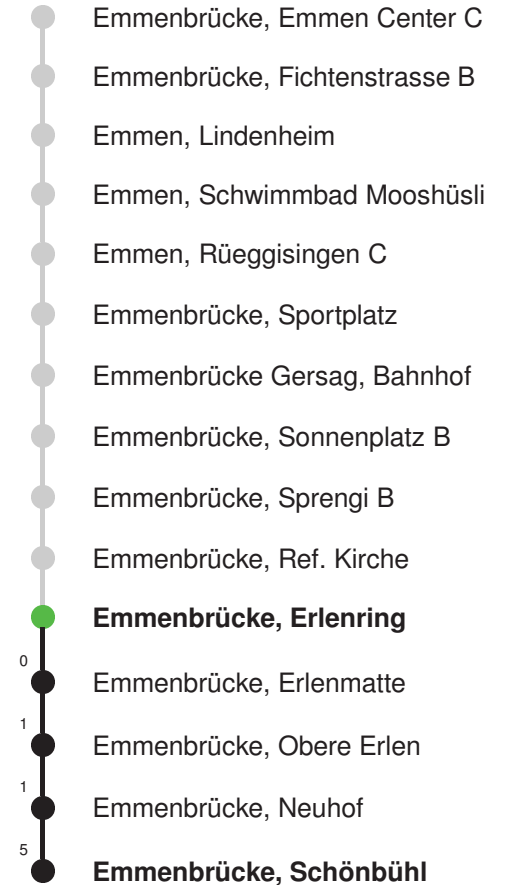 Emmenbrücke, Emmen Center C
Emmenbrücke, Fichtenstrasse B
Emmen, Lindenheim
Emmen, Schwimmbad Mooshüsli
Emmen, Rüeggisingen C
Emmenbrücke, Sportplatz
Emmenbrücke Gersag, Bahnhof
Emmenbrücke, Sonnenplatz B
Emmenbrücke, Sprengi B
Emmenbrücke, Ref. Kirche
Emmenbrücke, Erlenring
0
Emmenbrücke, Erlenmatte
1
Emmenbrücke, Obere Erlen
1
Emmenbrücke, Neuhof
5
Emmenbrücke, Schönbühl